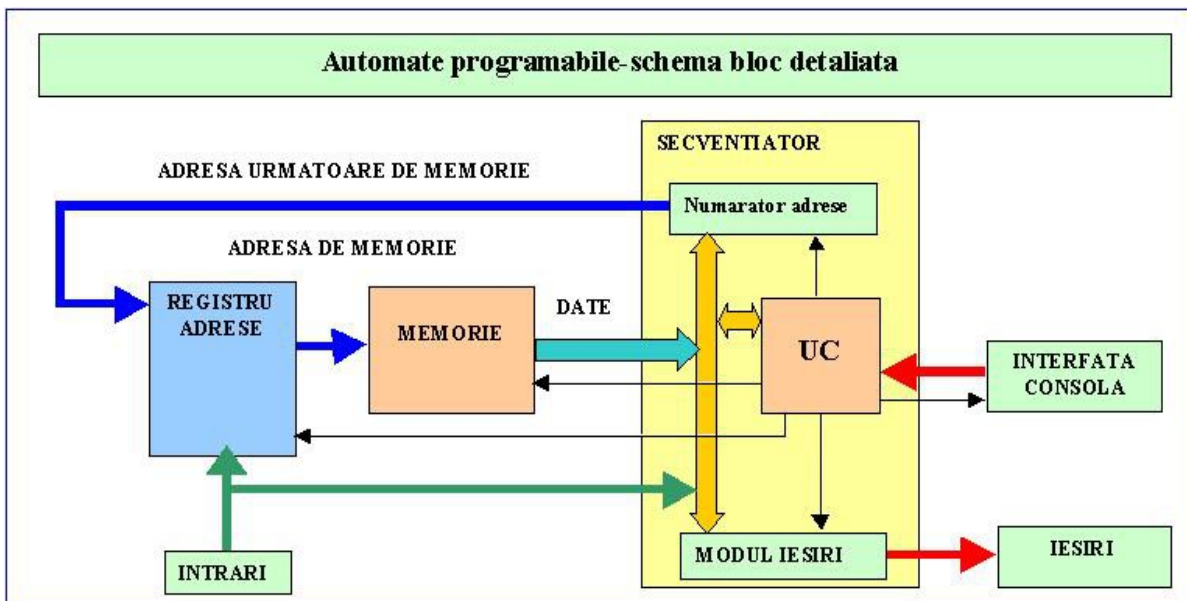 Automate programabile-schema bloc detaliata
SECVENTIATOR
ADRESA URMATOARE DE MEMORIE
Numarator adrese
ADRESA DE MEMORIE
REGISTRU
ADRESE
MEMORIE
DATE
UC
INTERFATA
CONSOLA
INTRARI
MODUL IESIRI
IESIRI